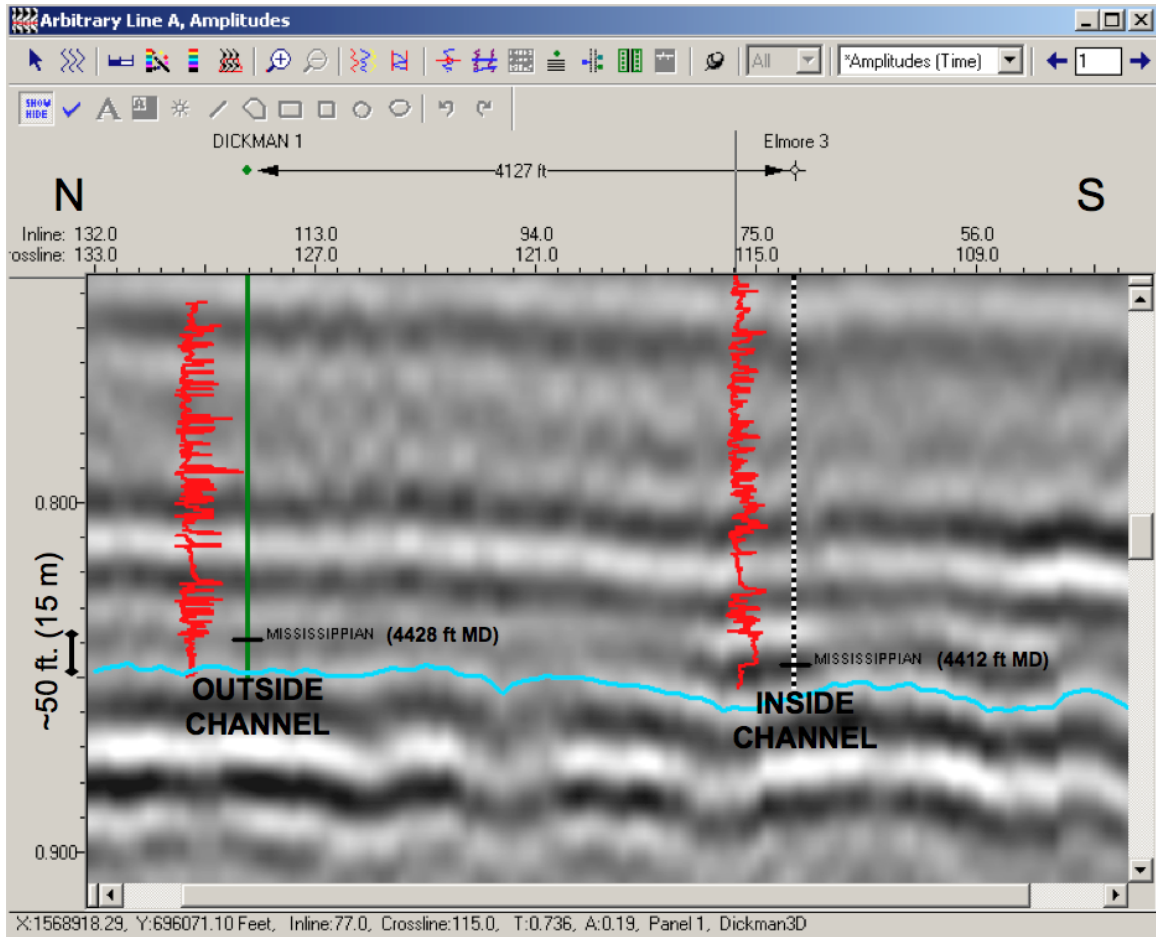 Arbitrary Line A, Amplitudes
All *Amplitudes (Time) 1
SHOW
HIDE
A
DICKMAN 1 Elmore 3
4127 ft
N S
Inline: 132.0 113.0 94.0 75.0 56.0
rossline: 133.0 127.0 121.0 115.0 109.0
0.800
~50 ft. (15 m)
MISSISSIPPIAN (4428 ft MD)
MISSISSIPPIAN (4412 ft MD)
OUTSIDE
CHANNEL
INSIDE
CHANNEL
0.900
X:1568918.29, Y:696071.10 Feet, Inline:77.0, Crossline:115.0, T:0.736, A:0.19, Panel 1, Dickman3D